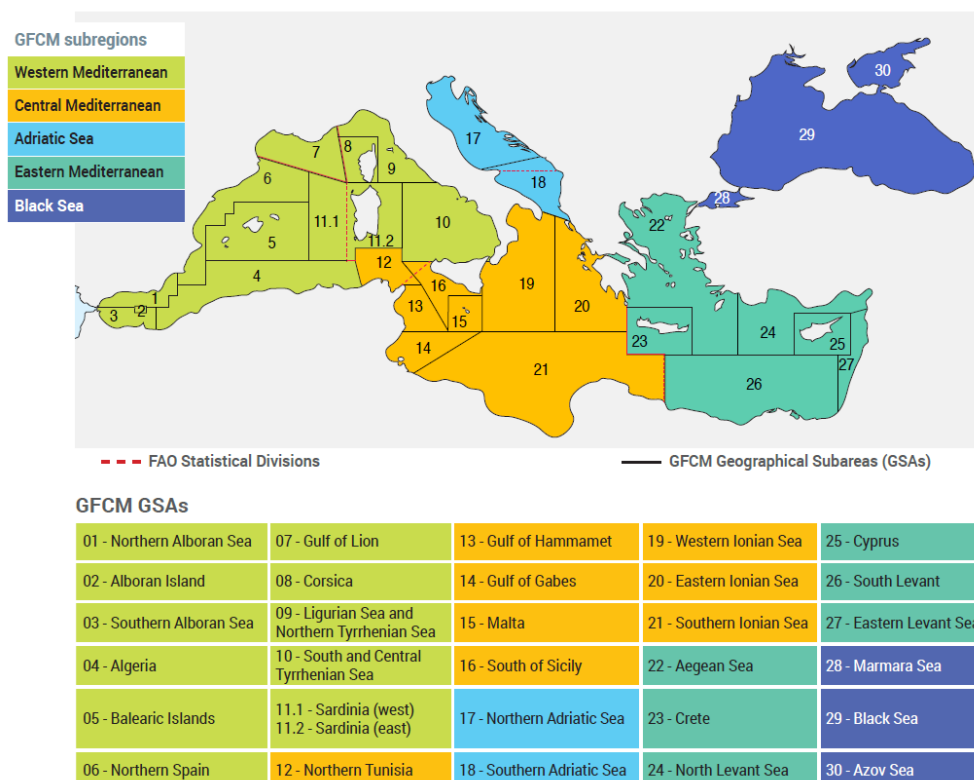 GFCM subregions
Western Mediterranean
Central Mediterranean
Adriatic Sea
Eastern Mediterranean
Black Sea
30
29
17
7
8
9
6
18
28
22
11.1
10
5
11.2
12
4
16
19
20
1
3
2
13
15
24
23
25
14
21
27
26
FAO Statistical Divisions
GFCM Geographical Subareas (GSAs)
GFCM GSAs
01 - Northern Alboran Sea
07 - Gulf of Lion
13 - Gulf of Hammamet
19 - Western Ionian Sea
25 - Cyprus
02 - Alboran Island
08 - Corsica
14 - Gulf of Gabes
20 - Eastern Ionian Sea
26 - South Levant
03 - Southern Alboran Sea
09 - Ligurian Sea and
Northern Tyrrhenian Sea
15 - Malta
21 - Southern Ionian Sea
27 - Eastern Levant Sea
04 - Algeria
10 - South and Central
Tyrrhenian Sea
16 - South of Sicily
22 - Aegean Sea
28 - Marmara Sea
05 - Balearic Islands
11.1 - Sardinia (west)
11.2 - Sardinia (east)
17 - Northern Adriatic Sea
23 - Crete
29 - Black Sea
06 - Northern Spain
12 - Northern Tunisia
18 - Southern Adriatic Sea
24 - North Levant Sea
30 - Azov Sea